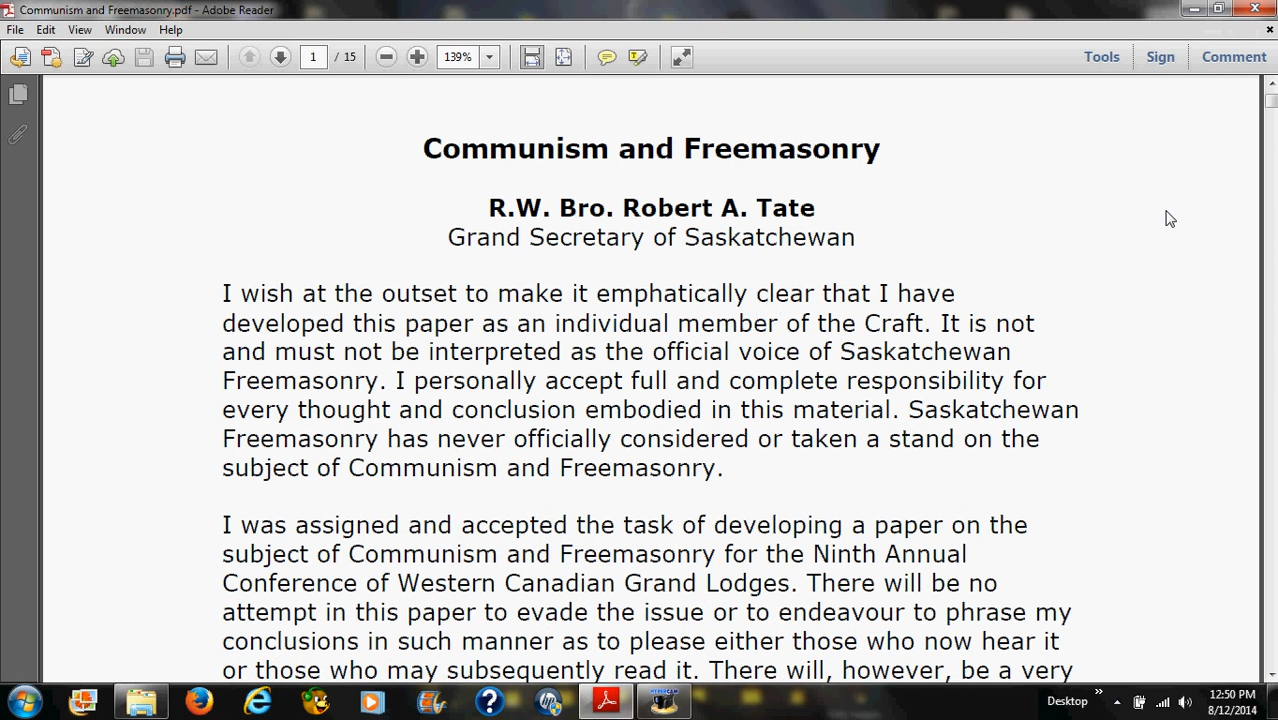 Communism and Freemasonry.pdf - Adobe Reader
File Edit View Window Help
1 / 15 139% Tools Sign Comment
Communism and Freemasonry
R.W. Bro. Robert A. Tate
Grand Secretary of Saskatchewan
I wish at the outset to make it emphatically clear that I have
developed this paper as an individual member of the Craft. It is not
and must not be interpreted as the official voice of Saskatchewan
Freemasonry. I personally accept full and complete responsibility for
every thought and conclusion embodied in this material. Saskatchewan
Freemasonry has never officially considered or taken a stand on the
subject of Communism and Freemasonry.
I was assigned and accepted the task of developing a paper on the
subject of Communism and Freemasonry for the Ninth Annual
Conference of Western Canadian Grand Lodges. There will be no
attempt in this paper to evade the issue or to endeavour to phrase my
conclusions in such manner as to please either those who now hear it
or those who may subsequently read it. There will, however, be a very
Desktop
12:50 PM
8/12/2014